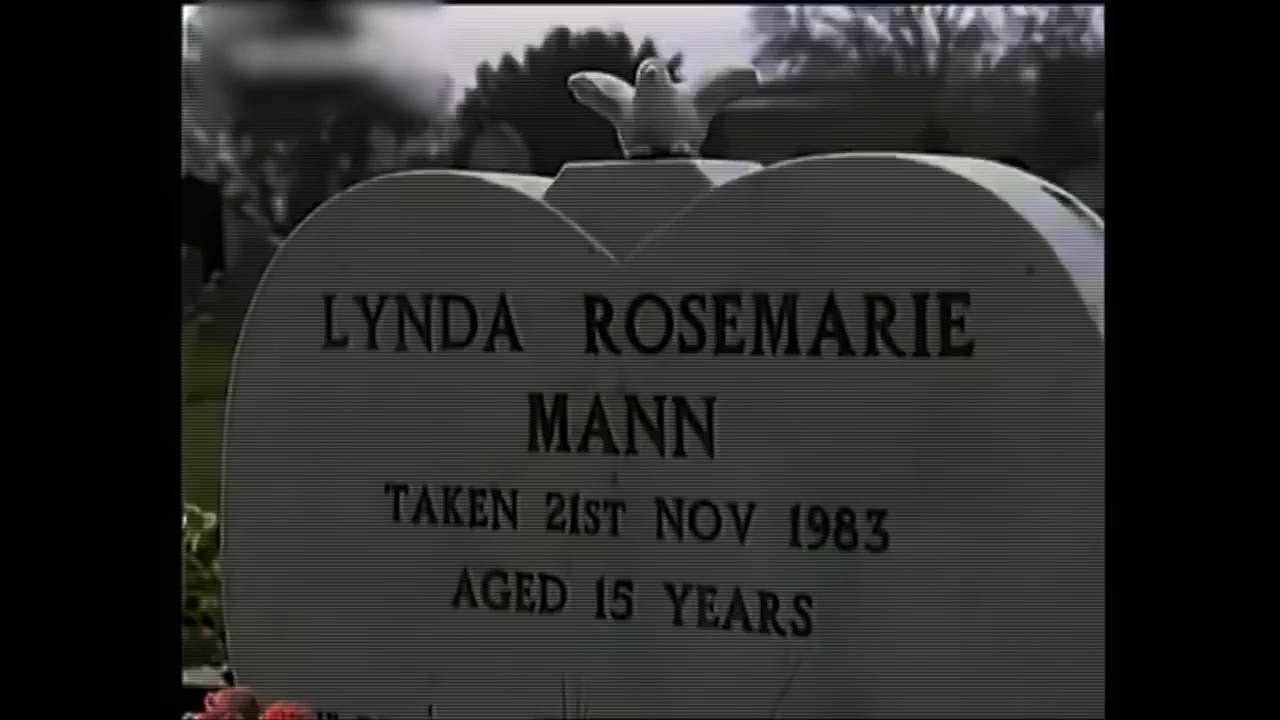 LYNDA ROSEMARIE
MANN
TAKEN 21ST NOV 1983
AGED 15 YEARS